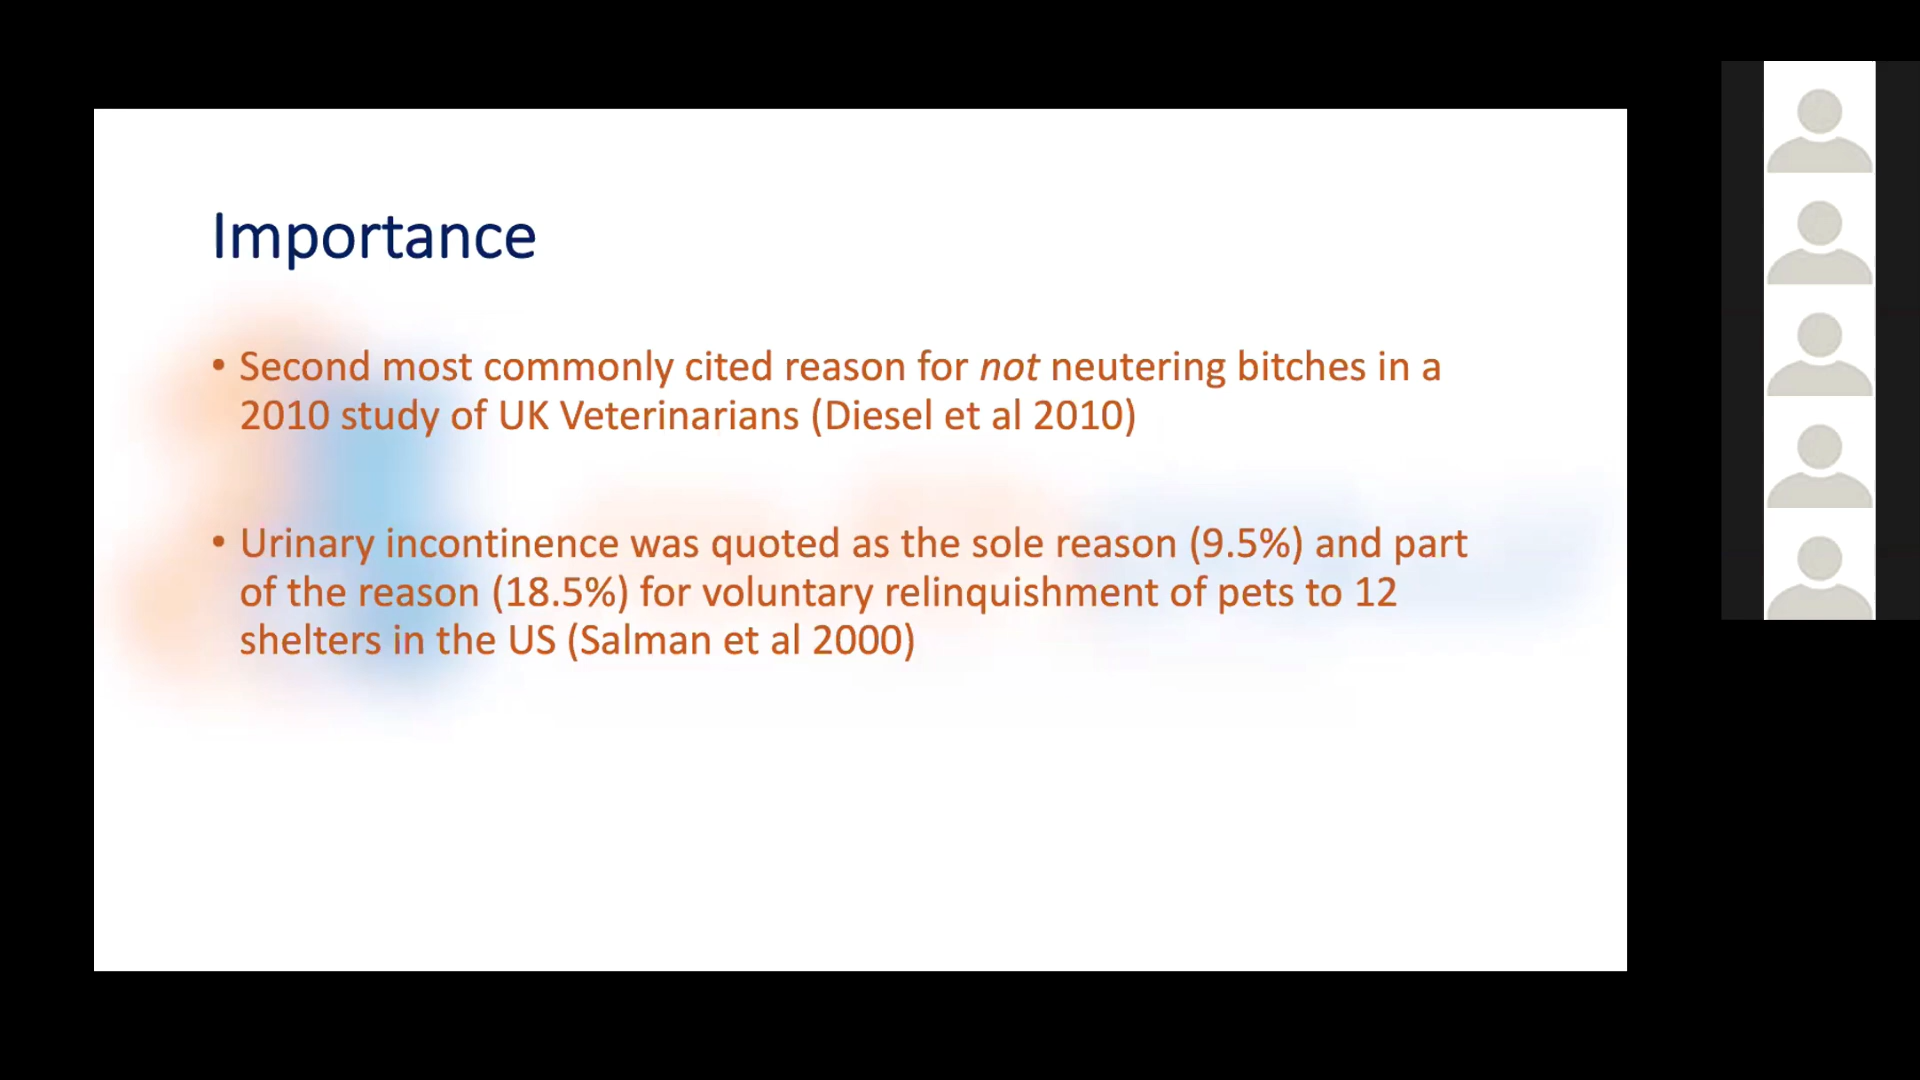 Importance
• Second most commonly cited reason for not neutering bitches in a
2010 study of UK Veterinarians (Diesel et al 2010)
• Urinary incontinence was quoted as the sole reason (9.5%) and part
of the reason (18.5%) for voluntary relinquishment of pets to 12
shelters in the US (Salman et al 2000)